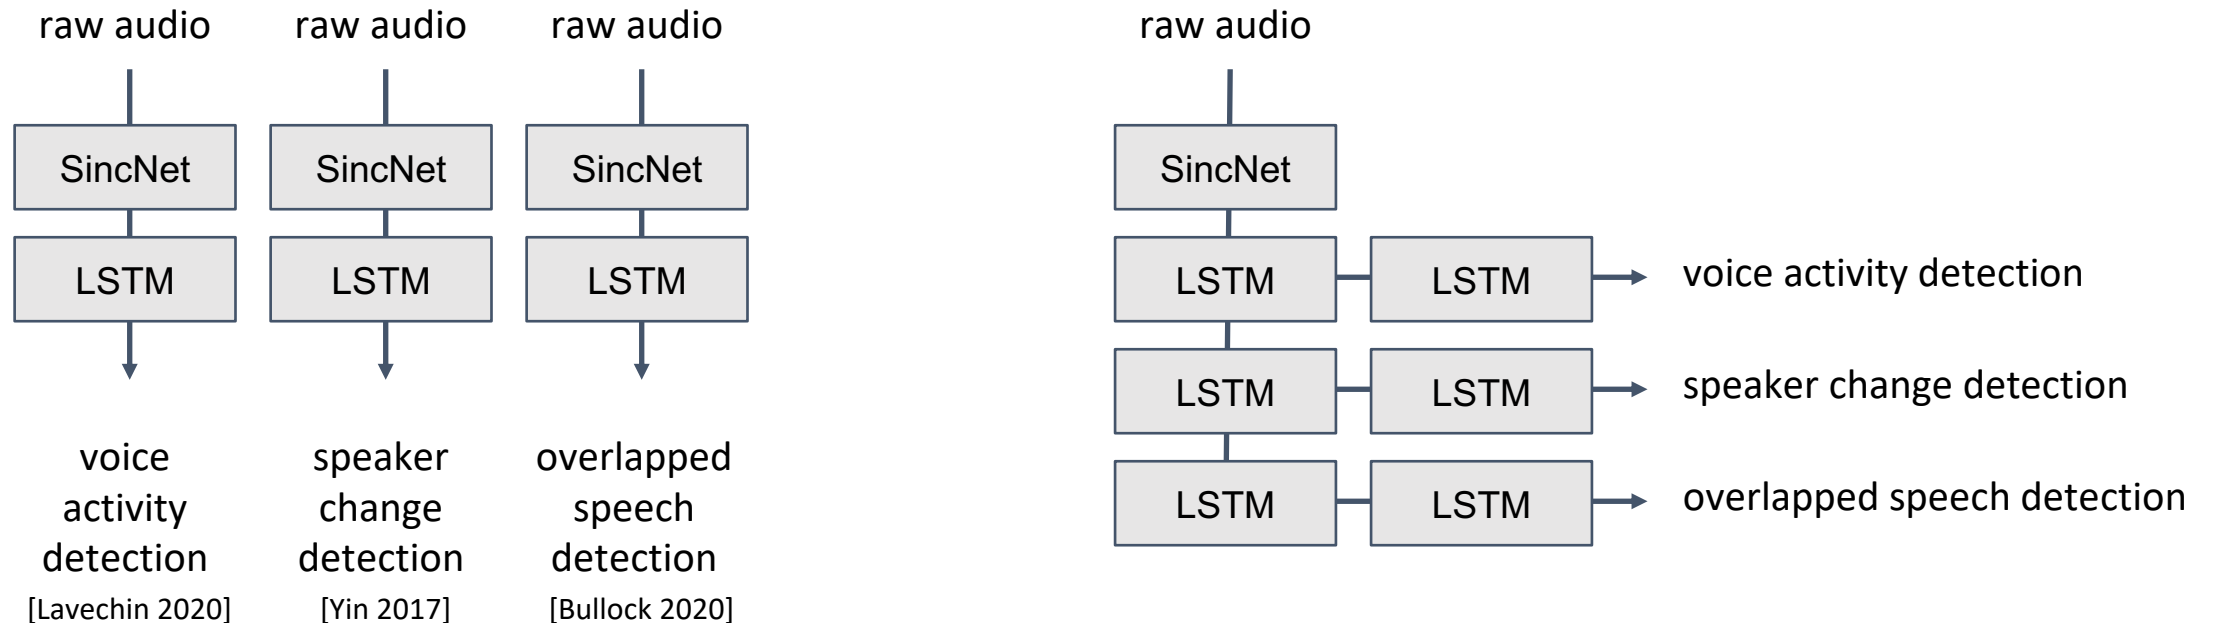 raw audio
raw audio
raw audio
SincNet
SincNet
SincNet
LSTM
LSTM
LSTM
voice
activity
detection
[Lavechin 2020]
speaker
change
detection
[Yin 2017]
overlapped
speech
detection
[Bullock 2020]
raw audio
SincNet
LSTM
LSTM
voice activity detection
LSTM
LSTM
speaker change detection
LSTM
LSTM
overlapped speech detection